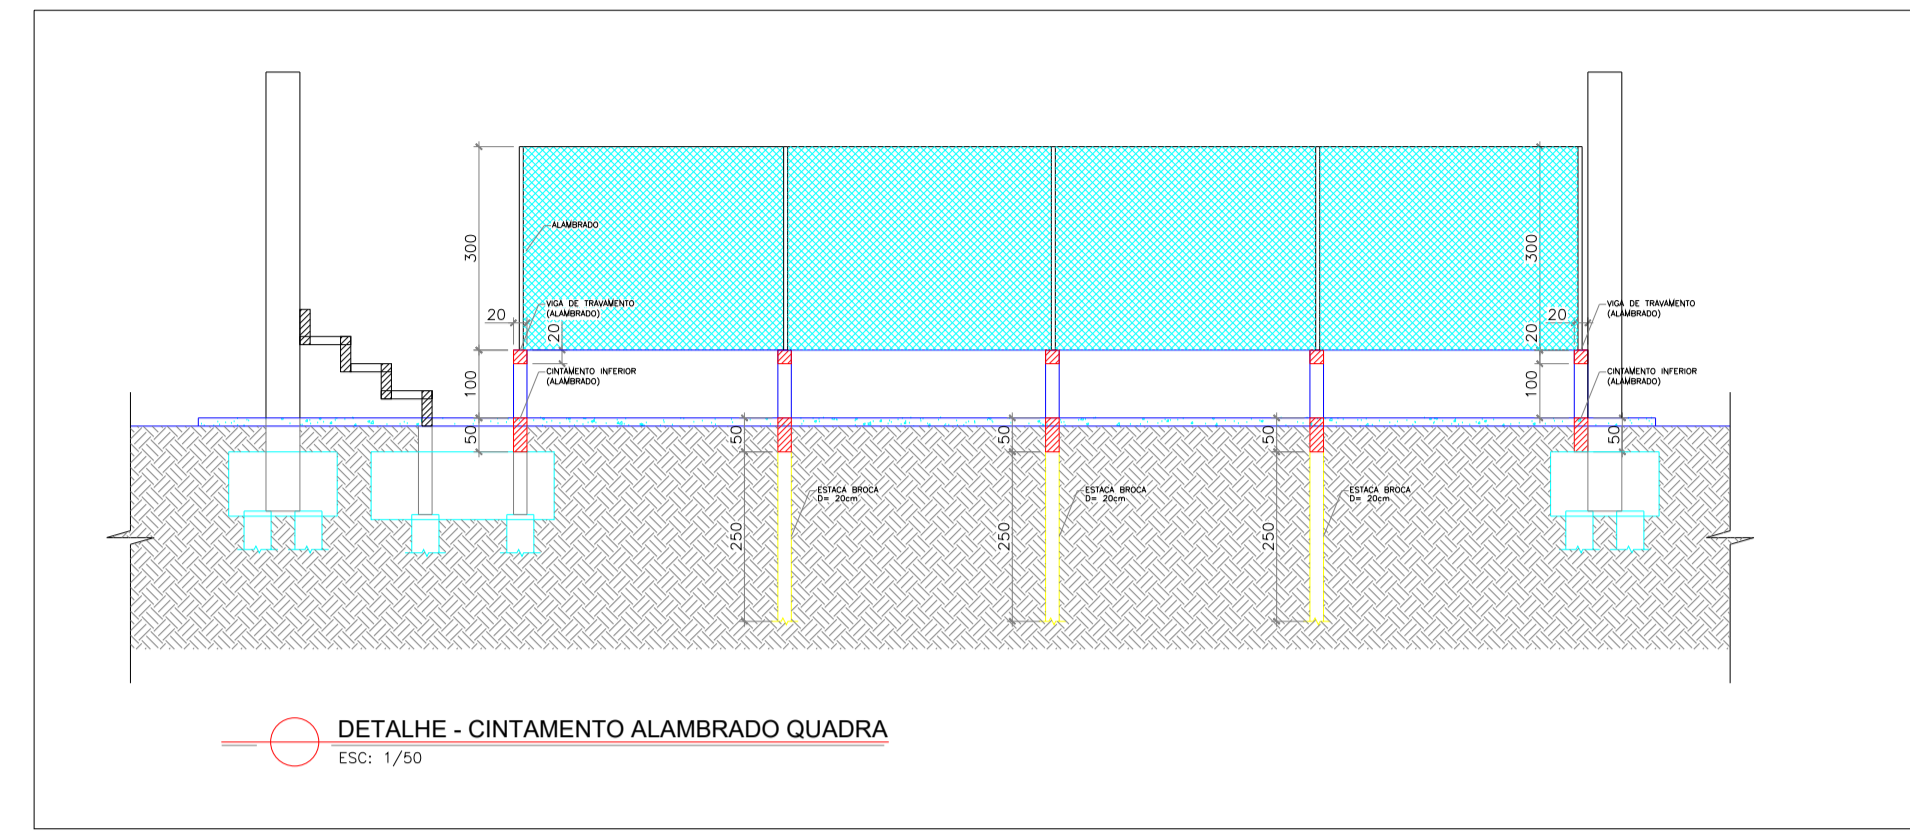 ALAMBRADO
300
300
VIGA DE TRAVAMENTO
(ALAMBRADO)
VIGA DE TRAVAMENTO
(ALAMBRADO)
20
20
20
20
CINTAMENTO INFERIOR
(ALAMBRADO)
CINTAMENTO INFERIOR
(ALAMBRADO)
100
100
50
50
50
50
50
ESTACA BROCA
D= 20cm
ESTACA BROCA
D= 20cm
ESTACA BROCA
D= 20cm
250
250
250
DETALHE - CINTAMENTO ALAMBRADO QUADRA
ESC: 1/50